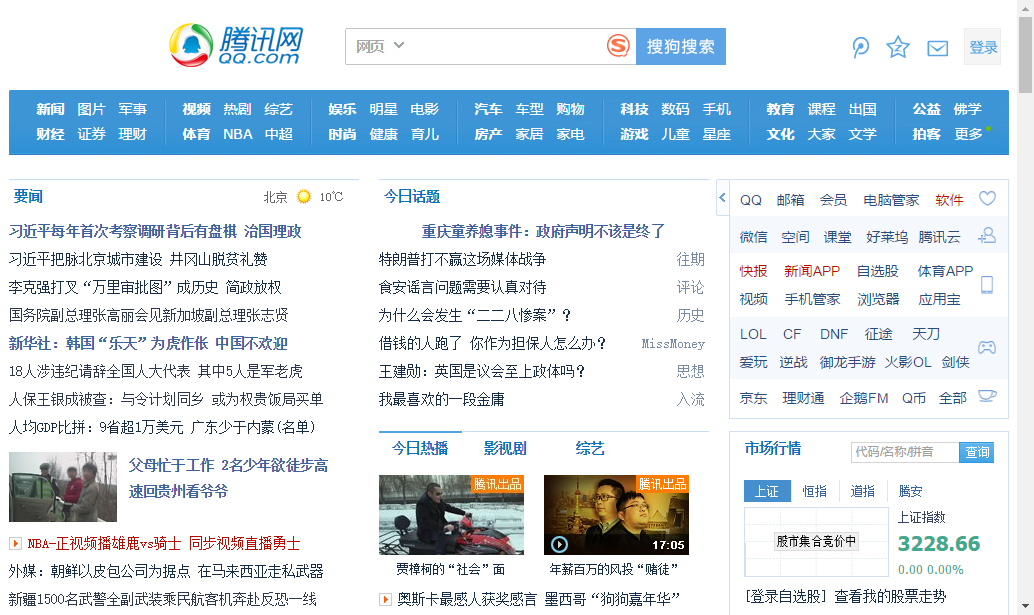 腾讯网
QQ.com
网页
搜狗搜索
登录
新闻 图片 军事 视频 热剧 综艺 娱乐 明星 电影 汽车 车型 购物 科技 数码 手机 教育 课程 出国 公益 佛学
财经 证券 理财 体育 NBA 中超 时尚 健康 育儿 房产 家居 家电 游戏 儿童 星座 文化 大家 文学 拍客 更多
要闻 北京 10℃
习近平每年首次考察调研背后有盘棋 治国理政
习近平把脉北京城市建设 井冈山脱贫礼赞
李克强打叉“万里审批图”成历史 简政放权
国务院副总理张高丽会见新加坡副总理张志贤
新华社：韩国“乐天”为虎作伥 中国不欢迎
18人涉违纪请辞全国人大代表 其中5人是军老虎
人保王银成被查：与令计划同乡 或为权贵饭局买单
人均GDP比拼：9省超1万美元 广东少于内蒙(名单)
父母忙于工作 2名少年欲徒步高
速回贵州看爷爷
NBA-正视频播雄鹿vs骑士 同步视频直播勇士
外媒：朝鲜以皮包公司为据点 在马来西亚走私武器
新疆1500名武警全副武装乘民航客机奔赴反恐一线
今日话题
重庆童养媳事件：政府声明不该是终了
特朗普打不赢这场媒体战争 往期
食安谣言问题需要认真对待 评论
为什么会发生“二二八惨案”？ 历史
借钱的人跑了 你作为担保人怎么办？ MissMoney
王建勋：英国是议会至上政体吗？ 思想
我最喜欢的一段金庸 入流
今日热播 影视剧 综艺
腾讯出品 腾讯出品
17:05
贾樟柯的“社会”面 年薪百万的风投“赌徒”
奥斯卡最感人获奖感言 墨西哥“狗狗嘉年华”
QQ 邮箱 会员 电脑管家 软件
微信 空间 课堂 好莱坞 腾讯云
快报 新闻APP 自选股 体育APP
视频 手机管家 浏览器 应用宝
LOL CF DNF 征途 天刀
爱玩 逆战 御龙手游 火影OL 剑侠
京东 理财通 企鹅FM Q币 全部
市场行情 代码/名称/拼音 查询
上证 恒指 道指 腾安
股市集合竞价中
上证指数
3228.66
0.00 0.00%
[登录自选股] 查看我的股票走势